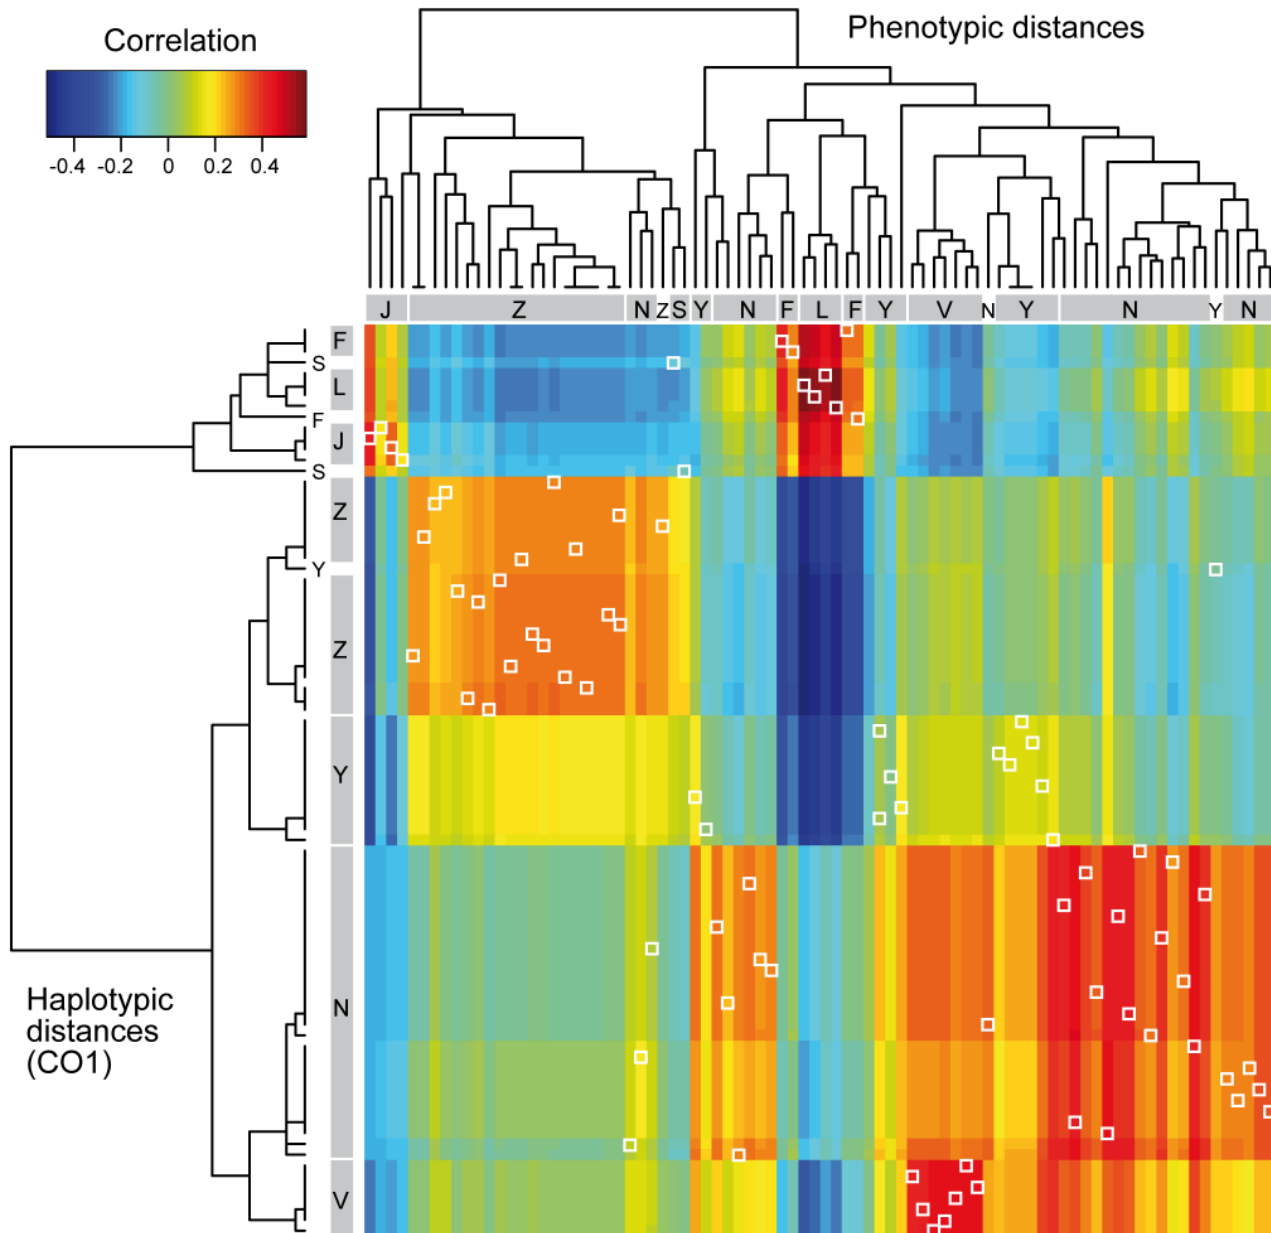 Correlation
-0.4 -0.2 0 0.2 0.4
Phenotypic distances
J Z N Z S Y N F L F Y V N Y N Y N
F
S
L
F
J
S
Z
Y
Z
Y
N
V
Haplotypic
distances
(CO1)